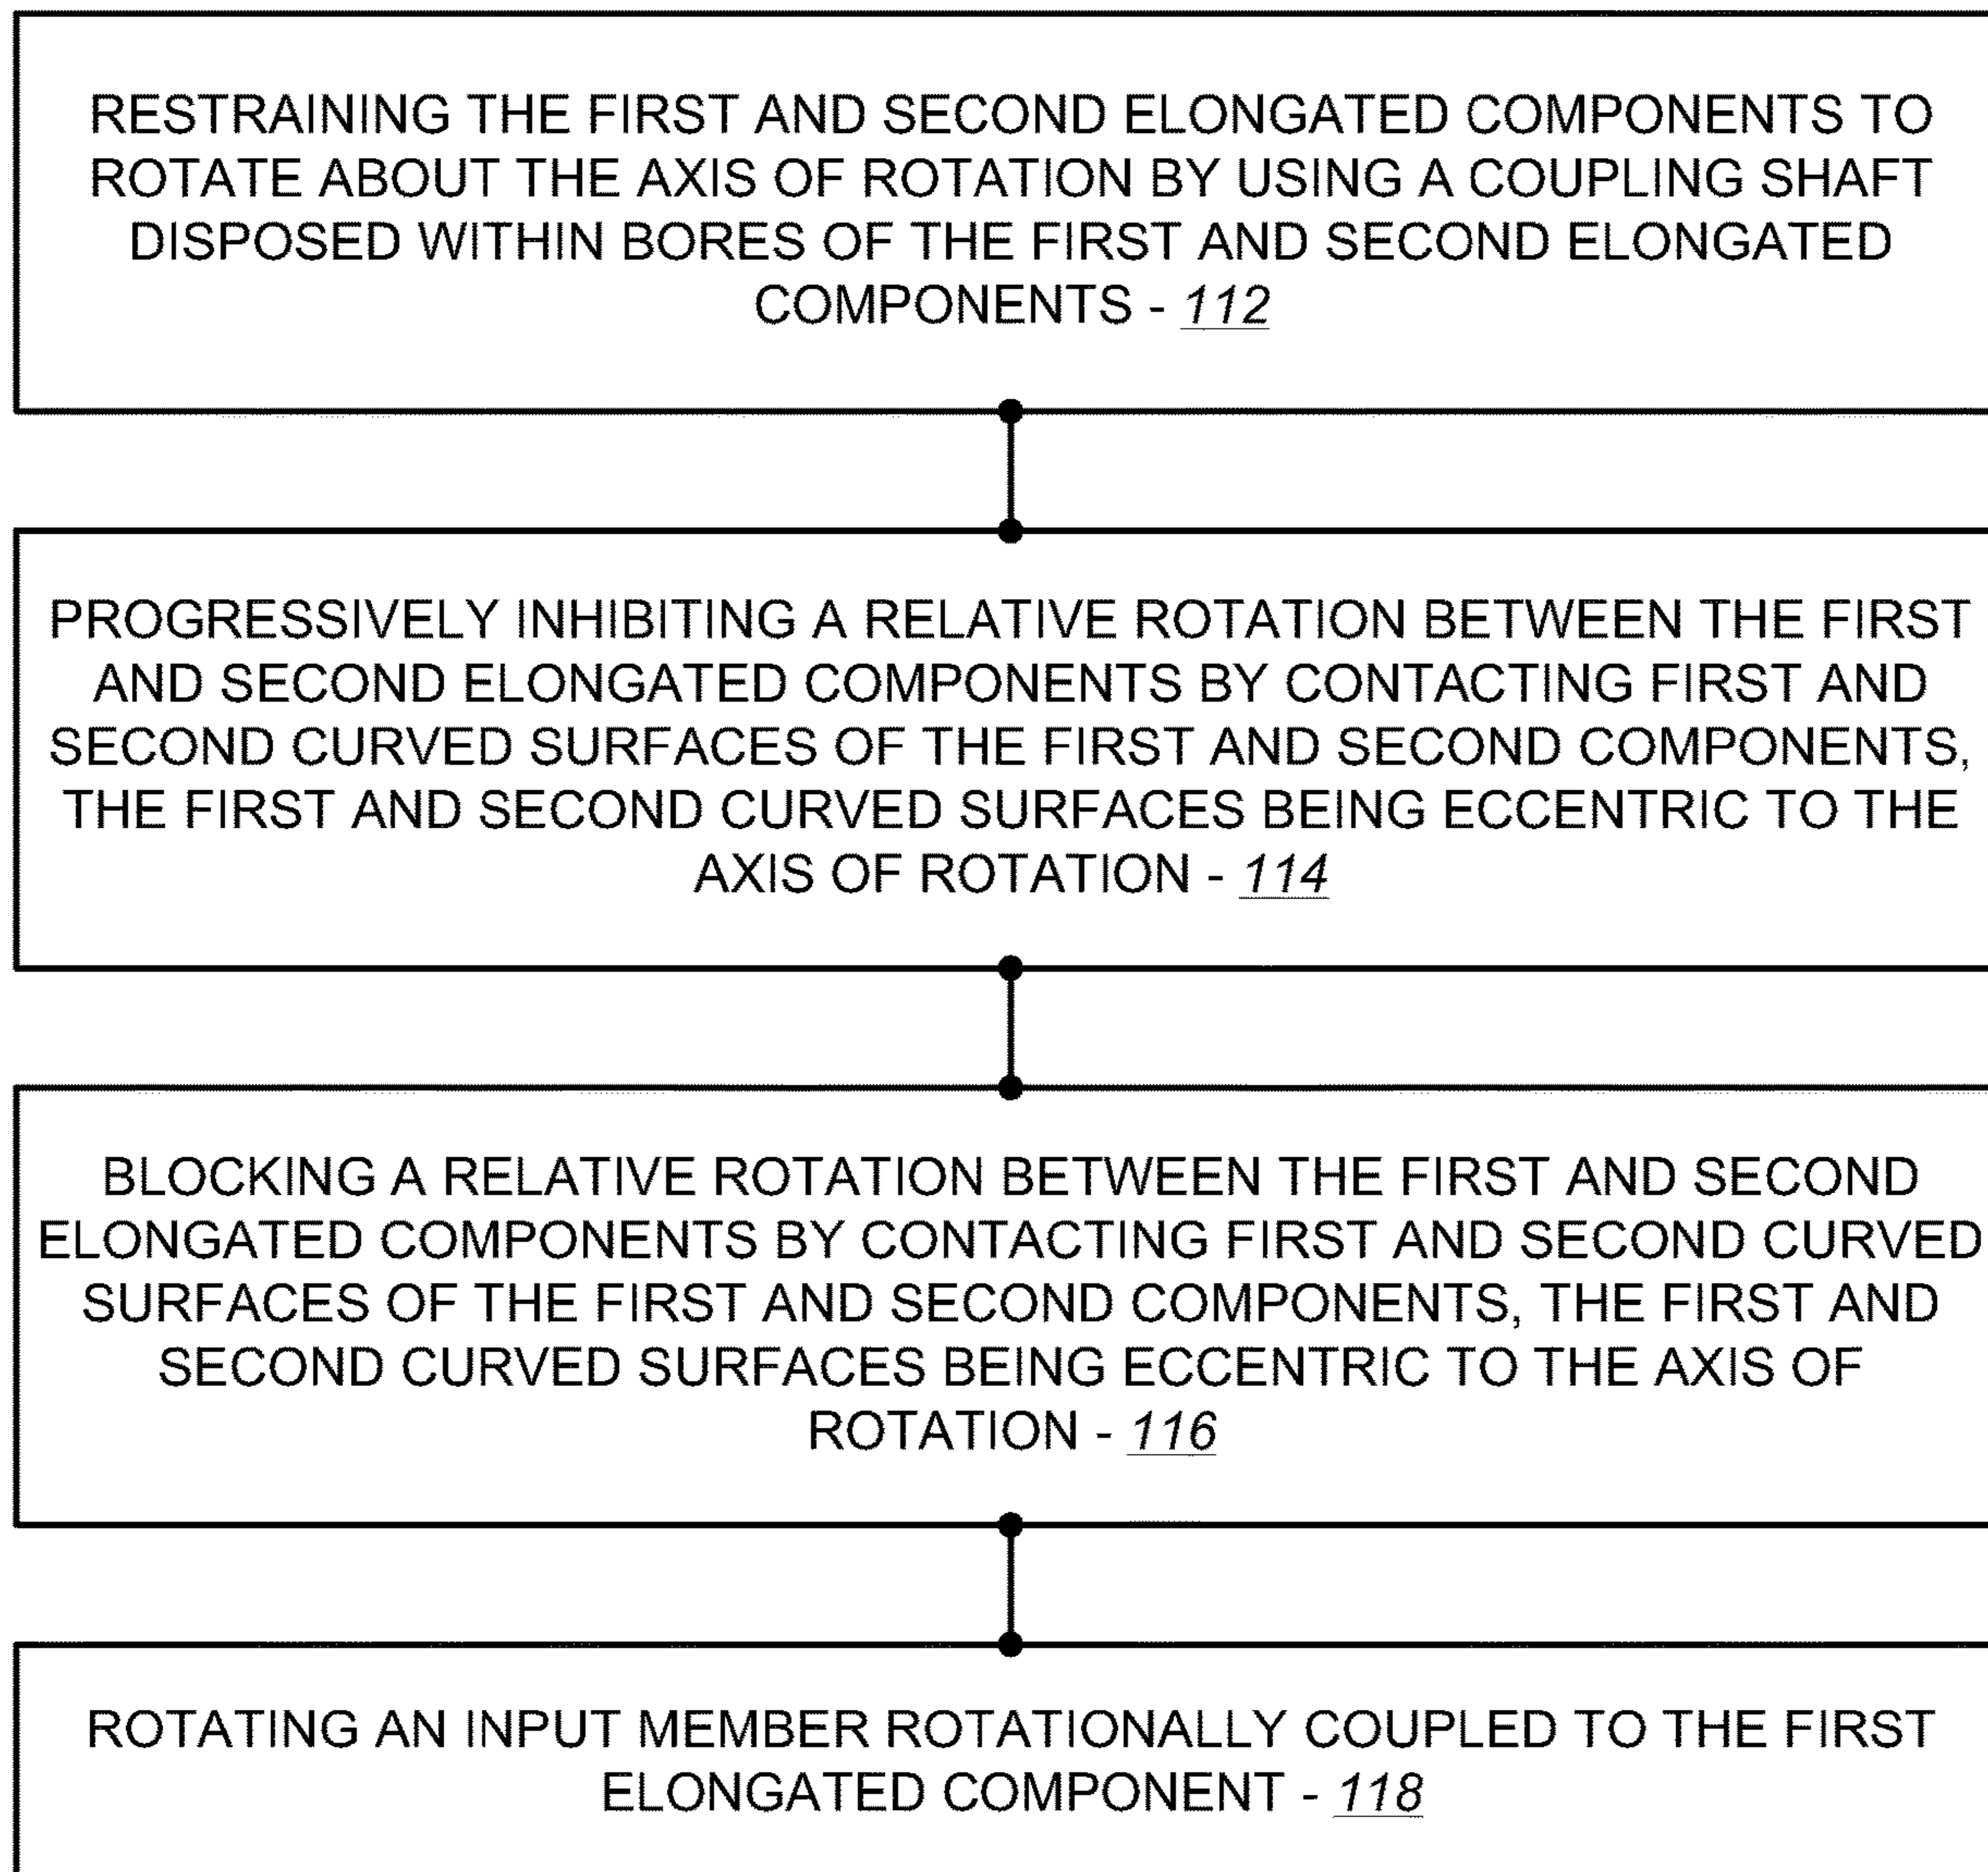 RESTRAINING THE FIRST AND SECOND ELONGATED COMPONENTS TO
ROTATE ABOUT THE AXIS OF ROTATION BY USING A COUPLING SHAFT
DISPOSED WITHIN BORES OF THE FIRST AND SECOND ELONGATED
COMPONENTS - 112
PROGRESSIVELY INHIBITING A RELATIVE ROTATION BETWEEN THE FIRST
AND SECOND ELONGATED COMPONENTS BY CONTACTING FIRST AND
SECOND CURVED SURFACES OF THE FIRST AND SECOND COMPONENTS,
THE FIRST AND SECOND CURVED SURFACES BEING ECCENTRIC TO THE
AXIS OF ROTATION - 114
BLOCKING A RELATIVE ROTATION BETWEEN THE FIRST AND SECOND
ELONGATED COMPONENTS BY CONTACTING FIRST AND SECOND CURVED
SURFACES OF THE FIRST AND SECOND COMPONENTS, THE FIRST AND
SECOND CURVED SURFACES BEING ECCENTRIC TO THE AXIS OF
ROTATION - 116
ROTATING AN INPUT MEMBER ROTATIONALLY COUPLED TO THE FIRST
ELONGATED COMPONENT - 118